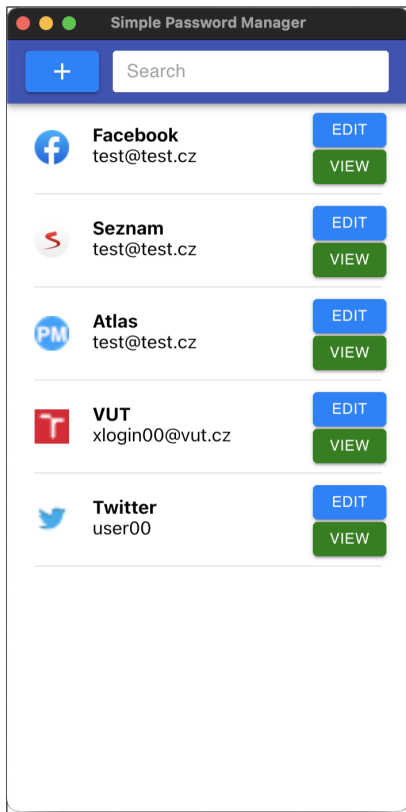 Simple Password Manager
+ Search
Facebook
test@test.cz
EDIT
VIEW
Seznam
test@test.cz
EDIT
VIEW
PM
Atlas
test@test.cz
EDIT
VIEW
VUT
xlogin00@vut.cz
EDIT
VIEW
Twitter
user00
EDIT
VIEW